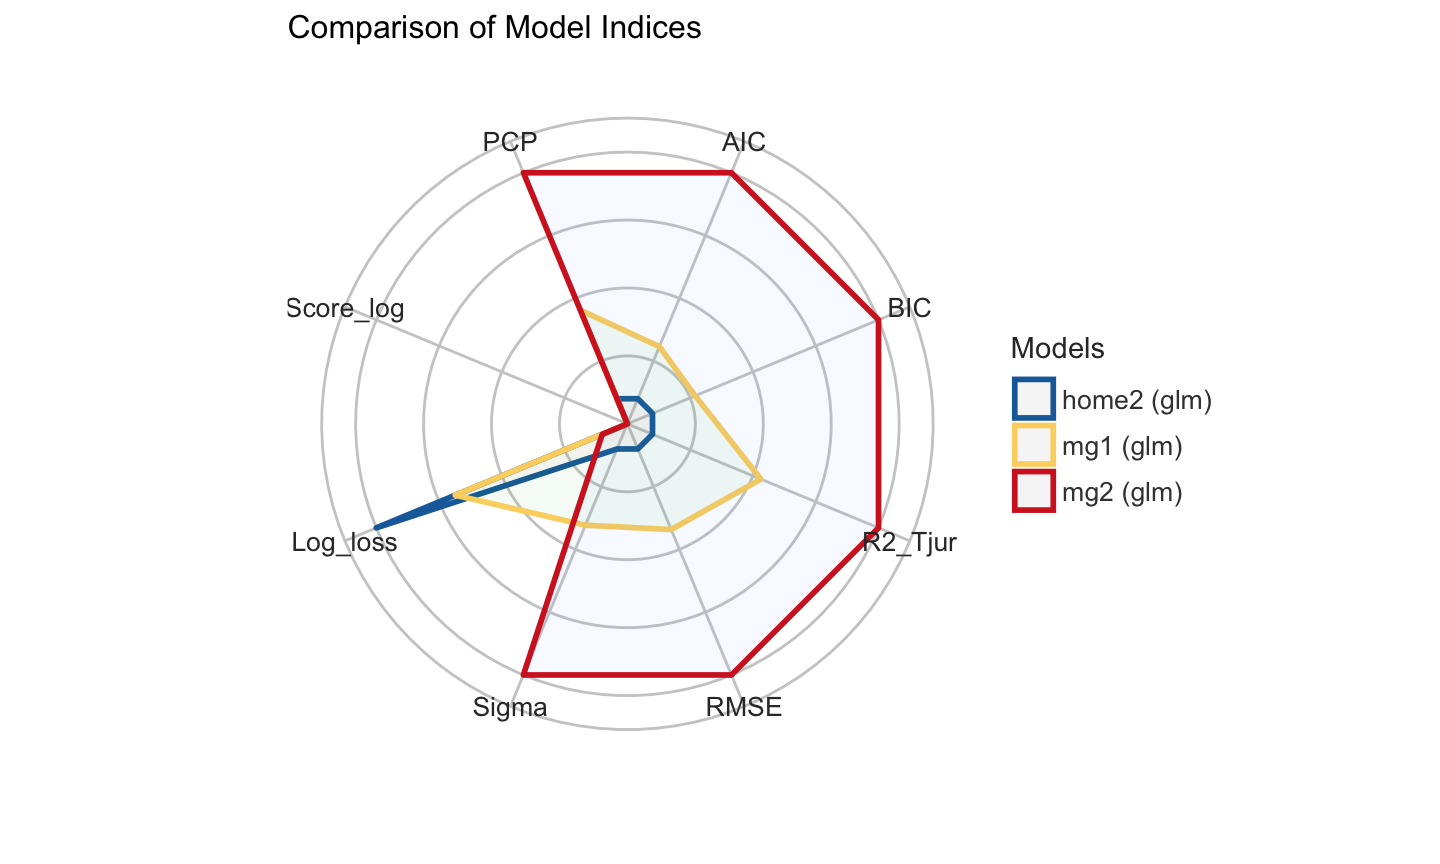 Comparison of Model Indices
PCP
AIC
Score_log
BIC
Models
home2 (glm)
mg1 (glm)
mg2 (glm)
Log_loss
R2_Tjur
Sigma
RMSE